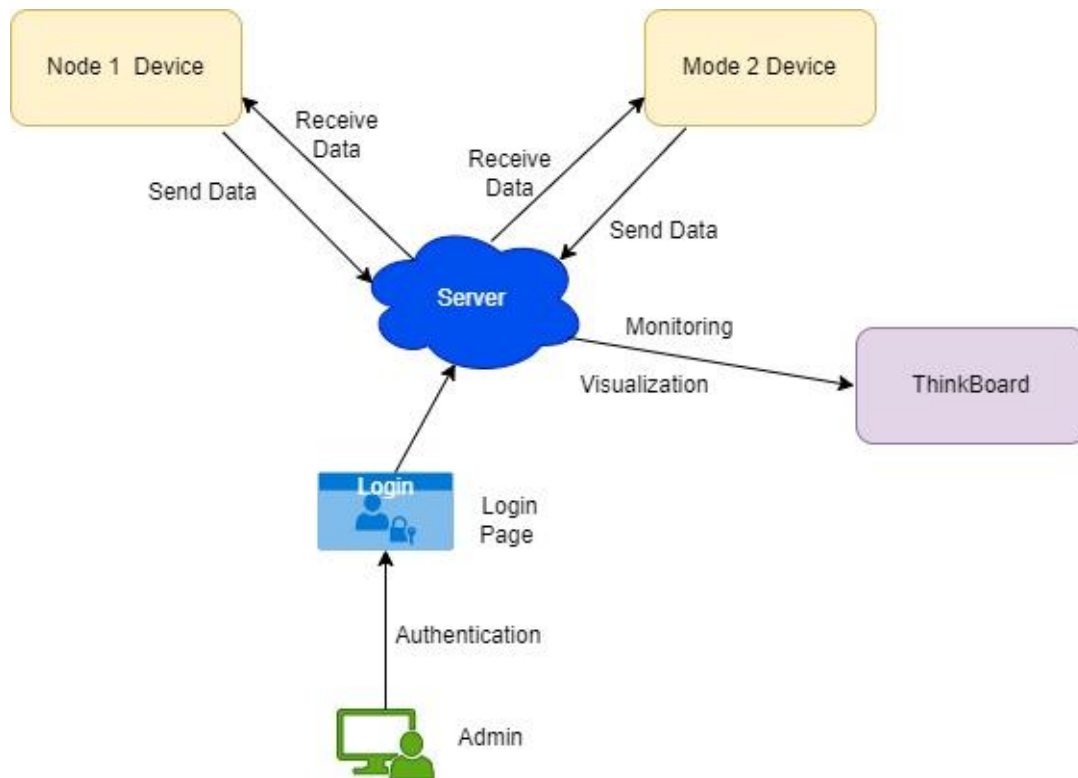 Node 1  Device
Mode 2 Device
Receive
Data
Receive
Data
Send Data
Send Data
Server
Monitoring
Visualization
ThinkBoard
Login
Login
Page
Authentication
Admin